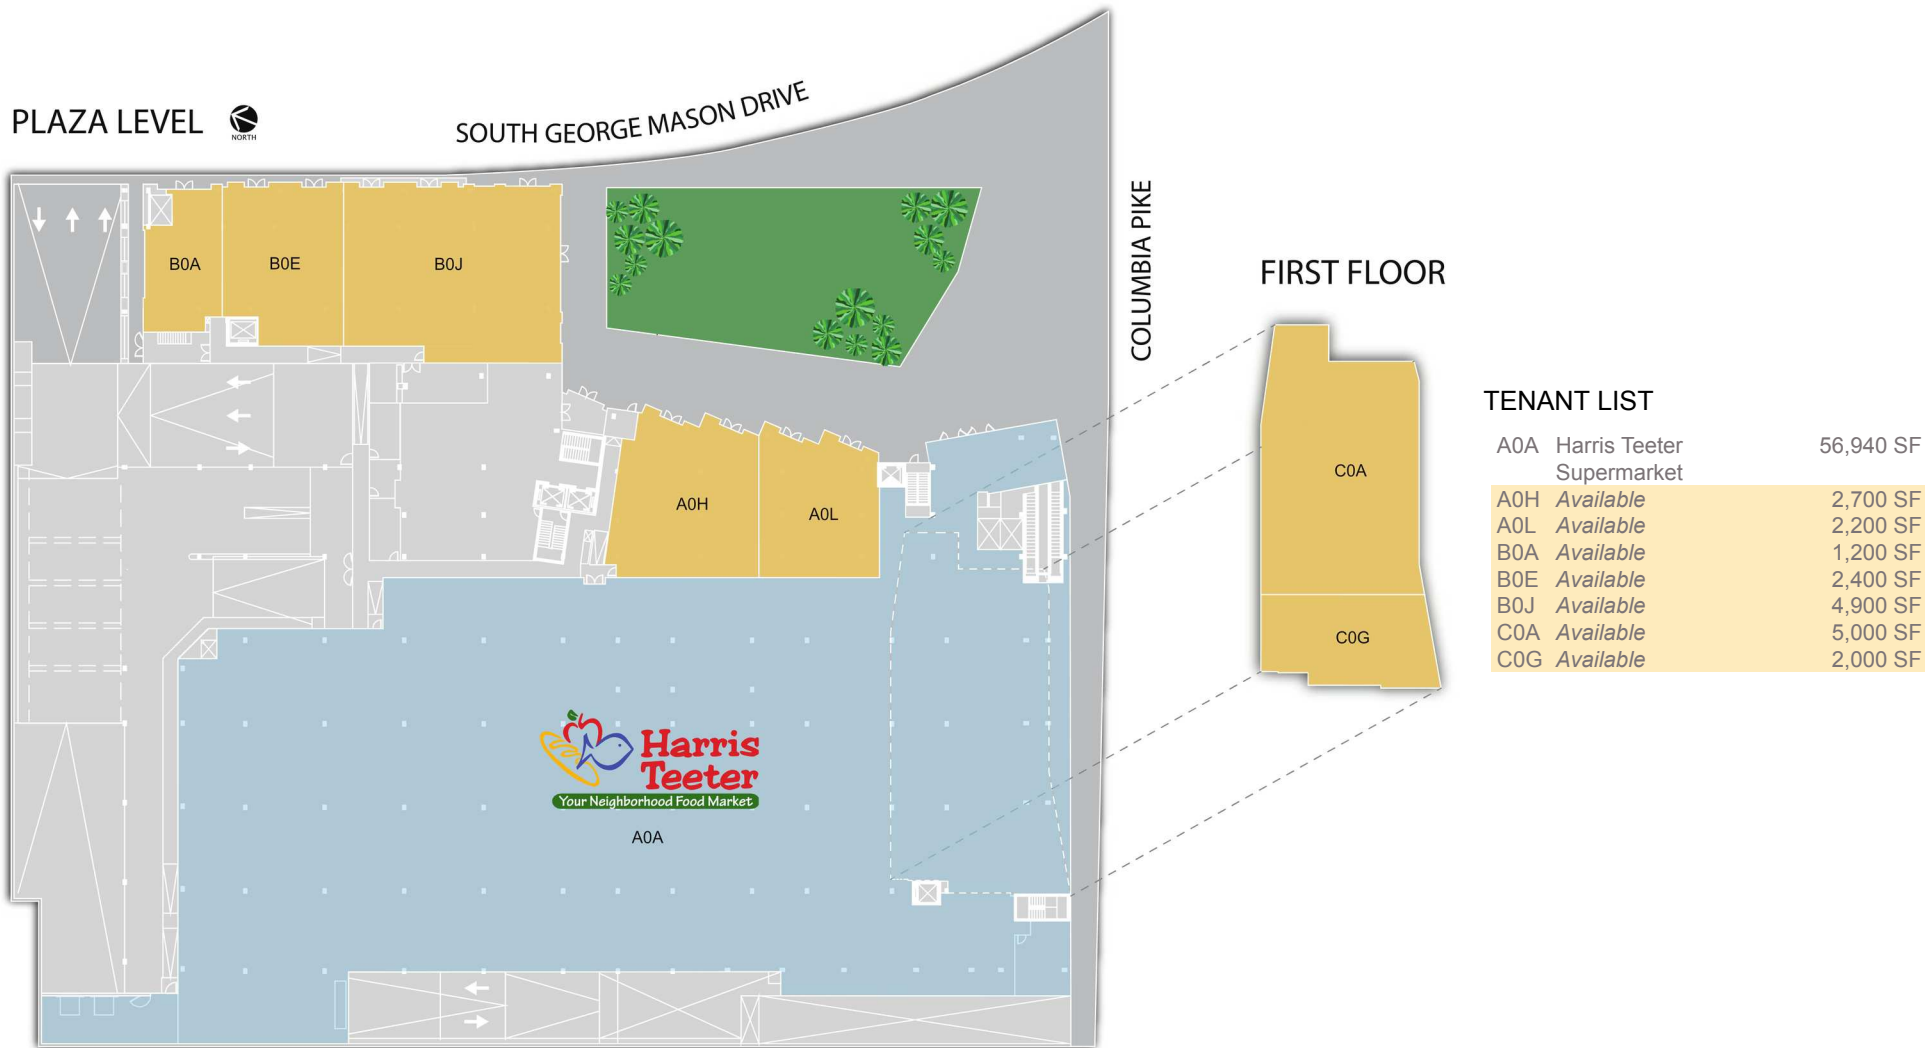 PLAZA LEVEL
NORTH
SOUTH GEORGE MASON DRIVE
COLUMBIA PIKE
B0A
B0E
B0J
A0H
A0L
Harris
Teeter
Your Neighborhood Food Market
A0A
FIRST FLOOR
C0A
C0G
TENANT LIST
A0A Harris Teeter 56,940 SF
Supermarket
A0H Available 2,700 SF
A0L Available 2,200 SF
B0A Available 1,200 SF
B0E Available 2,400 SF
B0J Available 4,900 SF
C0A Available 5,000 SF
C0G Available 2,000 SF